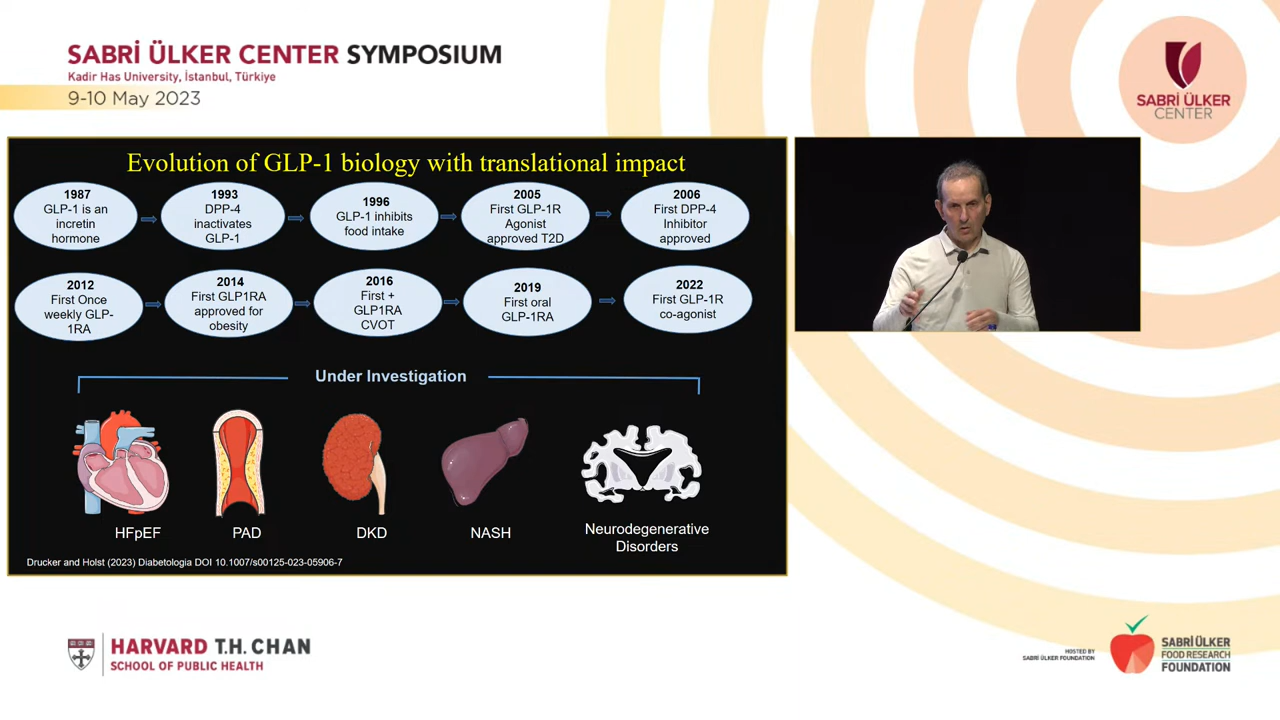 SABRİ ÜLKER CENTER SYMPOSIUM
Kadir Has University, İstanbul, Türkiye
9-10 May 2023
SABRİ ÜLKER
CENTER
Evolution of GLP-1 biology with translational impact
1987
GLP-1 is an
incretin
hormone
1993
DPP-4
inactivates
GLP-1
1996
GLP-1 inhibits
food intake
2005
First GLP-1R
Agonist
approved T2D
2006
First DPP-4
Inhibitor
approved
2012
First Once
weekly GLP-
1RA
2014
First GLP1RA
approved for
obesity
2016
First +
GLP1RA
CVOT
2019
First oral
GLP-1RA
2022
First GLP-1R
co-agonist
Under Investigation
HFpEF
PAD
DKD
NASH
Neurodegenerative
Disorders
Drucker and Holst (2023) Diabetologia DOI 10.1007/s00125-023-05906-7
HARVARD T.H. CHAN
SCHOOL OF PUBLIC HEALTH
HOSTED BY
SABRİ ÜLKER FOUNDATION
SABRİ ÜLKER
FOOD RESEARCH
FOUNDATION